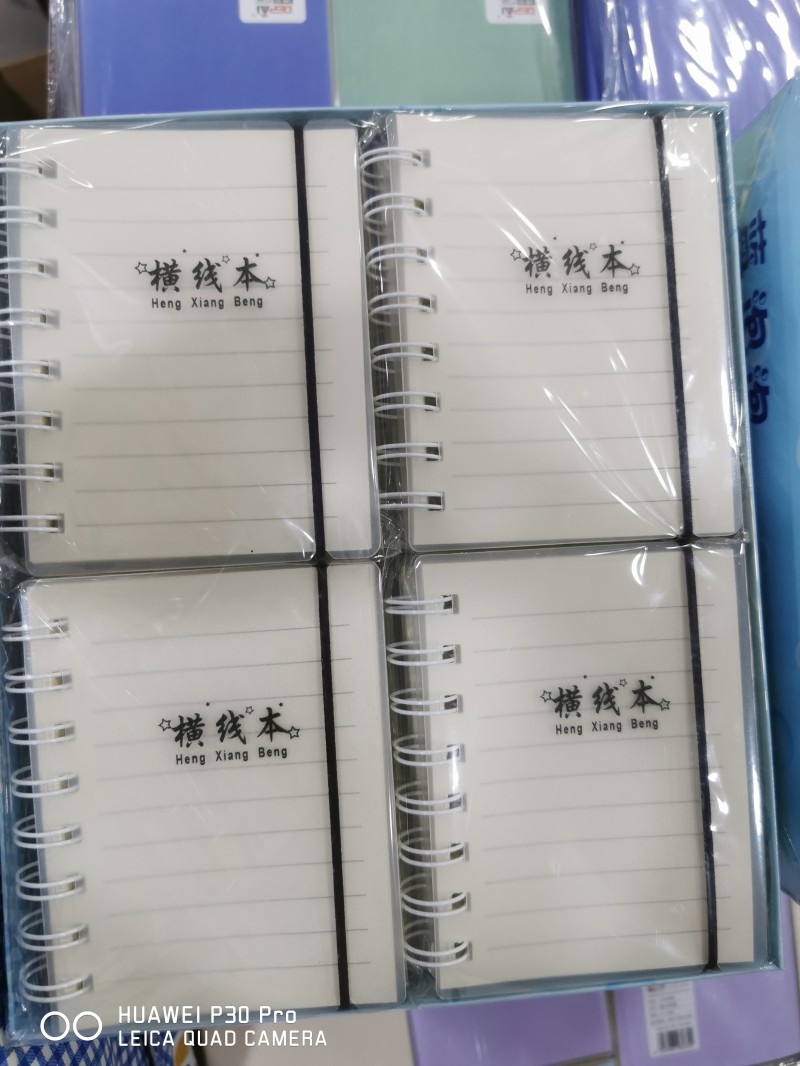 横线本
Heng Xiang Beng
横线本
Heng Xiang Beng
横线本
Heng Xiang Beng
横线本
Heng Xiang Beng
HUAWEI P30 Pro
LEICA QUAD CAMERA